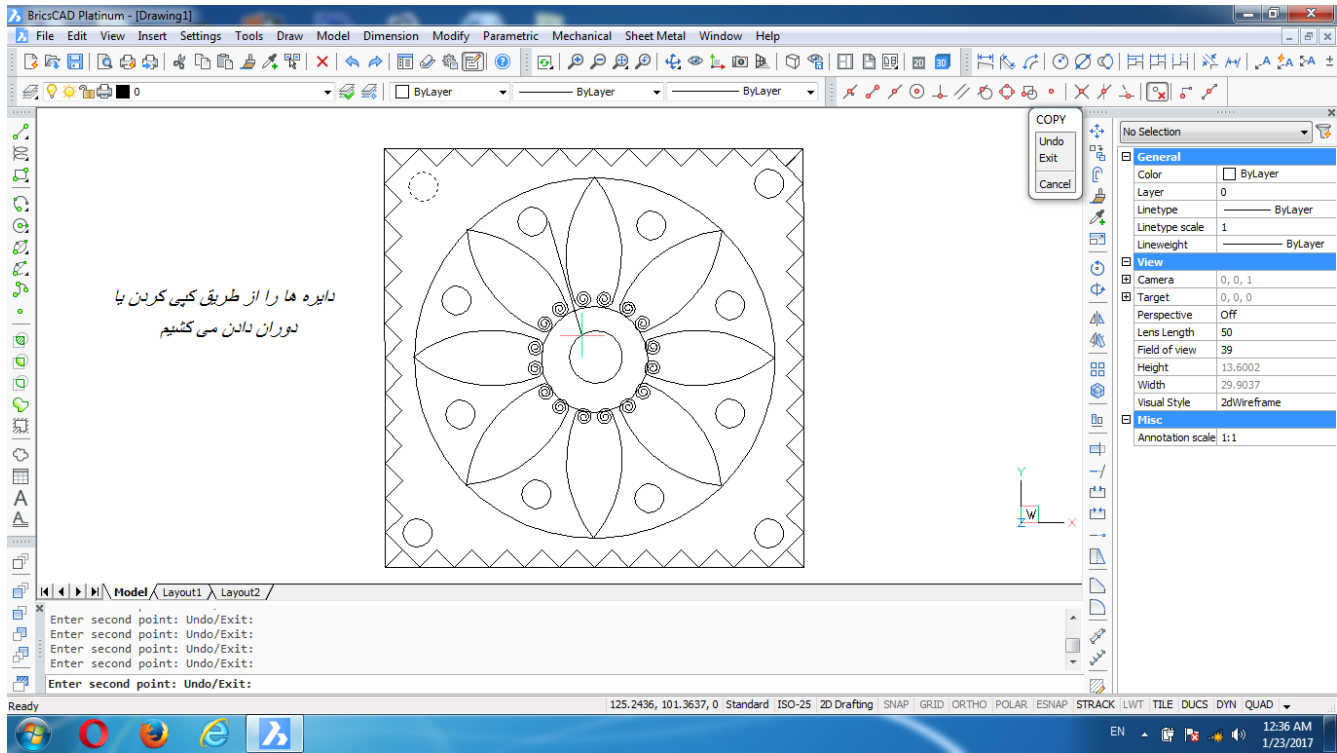 BricsCAD Platinum - [Drawing1]
File Edit View Insert Settings Tools Draw Model Dimension Modify Parametric Mechanical Sheet Metal Window Help
0 ByLayer ByLayer ByLayer
COPY
Undo
Exit
Cancel
No Selection
General
Color ByLayer
Layer 0
Linetype ByLayer
Linetype scale 1
Lineweight ByLayer
View
Camera 0, 0, 1
Target 0, 0, 0
Perspective Off
Lens Length 50
Field of view 39
Height 13.6002
Width 29.9037
Visual Style 2dWireframe
Misc
Annotation scale 1:1
دایره ها را از طریق کپی کردن یا
دوران دادن می کشیم
Y
W
Z X
Model Layout1 Layout2
Enter second point: Undo/Exit:
Enter second point: Undo/Exit:
Enter second point: Undo/Exit:
Enter second point: Undo/Exit:
Enter second point: Undo/Exit:
Ready 125.2436, 101.3637, 0 Standard ISO-25 2D Drafting SNAP GRID ORTHO POLAR ESNAP STRACK LWT TILE DUCS DYN QUAD
EN 12:36 AM
1/23/2017